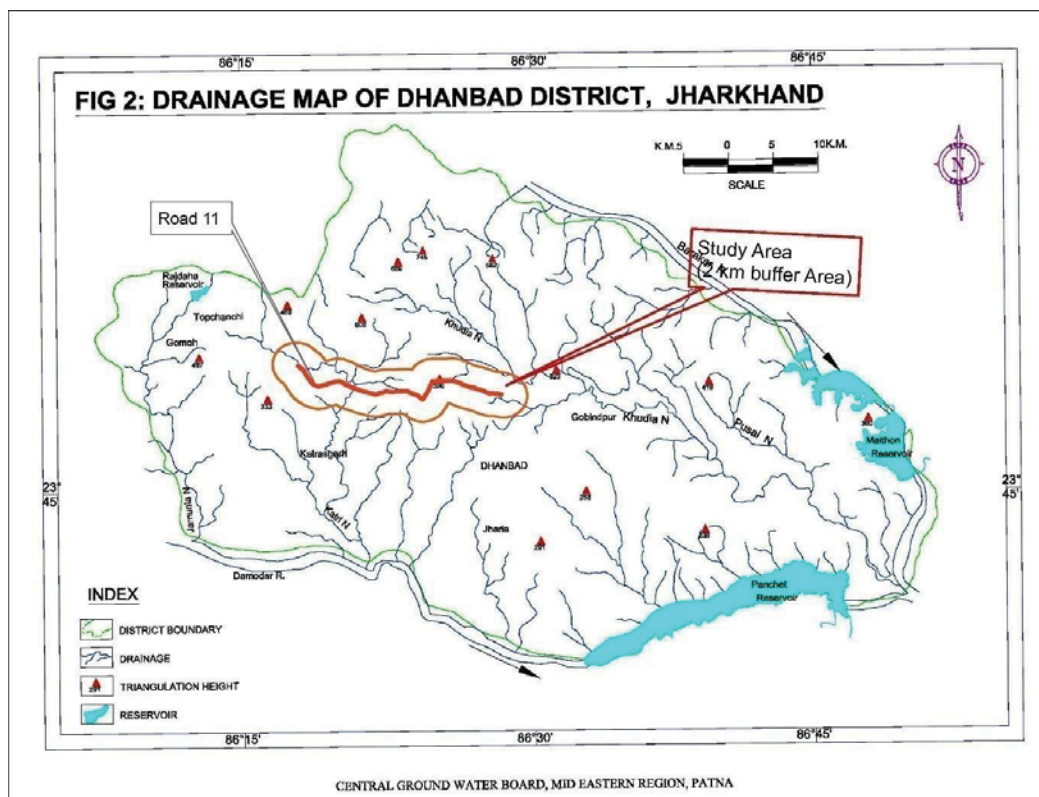 86°15'
86°30'
86°45'
FIG 2: DRAINAGE MAP OF DHANBAD DISTRICT, JHARKHAND
K.M.5 0 5 10K.M.
SCALE
N
Road 11
Study Area
(2 km buffer Area)
Barakar N
Rajdaha
Reservoir
Topchanchi
Gomoh
Khudia N
Gobindpur
Khudia N
Pusai N
Maithon
Reservoir
Katrasgarh
DHANBAD
23°
45'
23°
45'
Jamunia N
Katri N
Jharia
291
Damodar R.
Panchet
Reservoir
INDEX
DISTRICT BOUNDARY
DRAINAGE
TRIANGULATION HEIGHT
RESERVOIR
86°15'
86°30'
86°45'
CENTRAL GROUND WATER BOARD, MID EASTERN REGION, PATNA